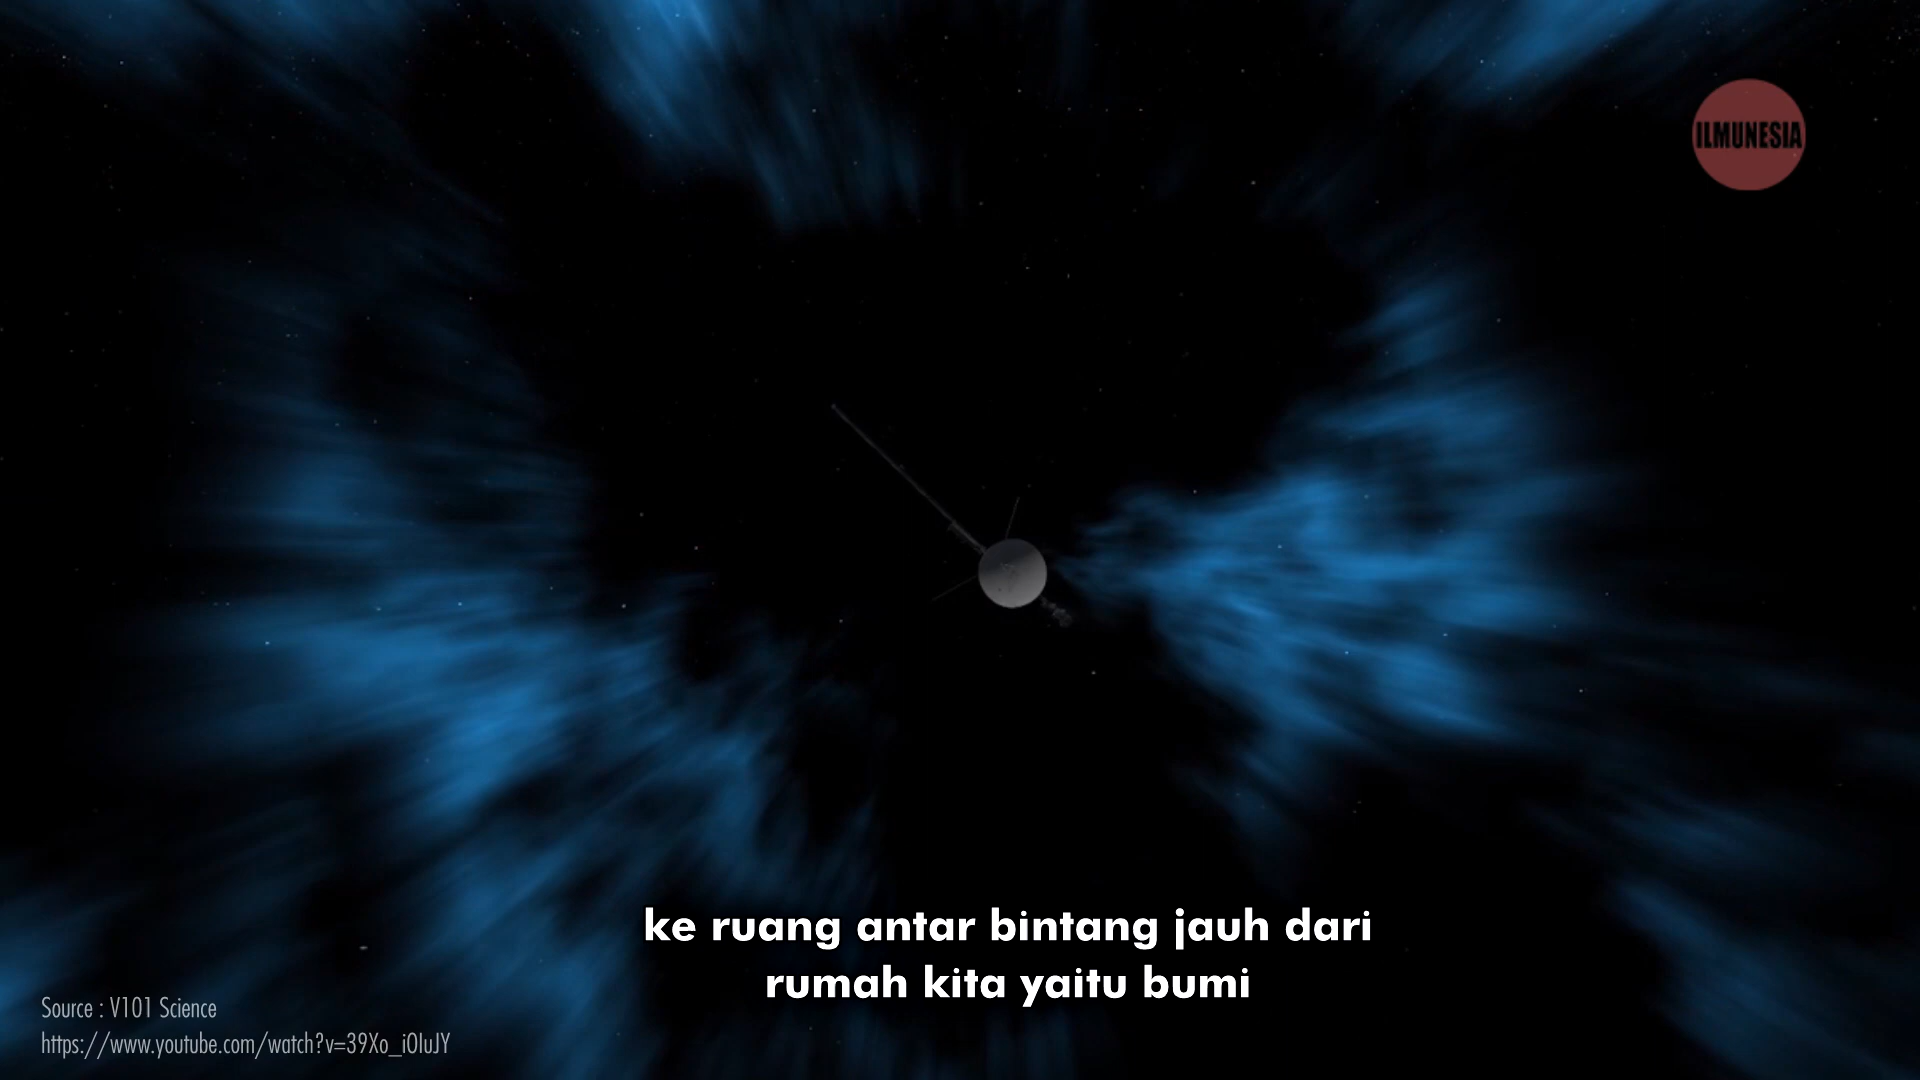 ILMUNESIA
ke ruang antar bintang jauh dari
rumah kita yaitu bumi
Source : V101 Science
https://www.youtube.com/watch?v=39Xo_iOluJY